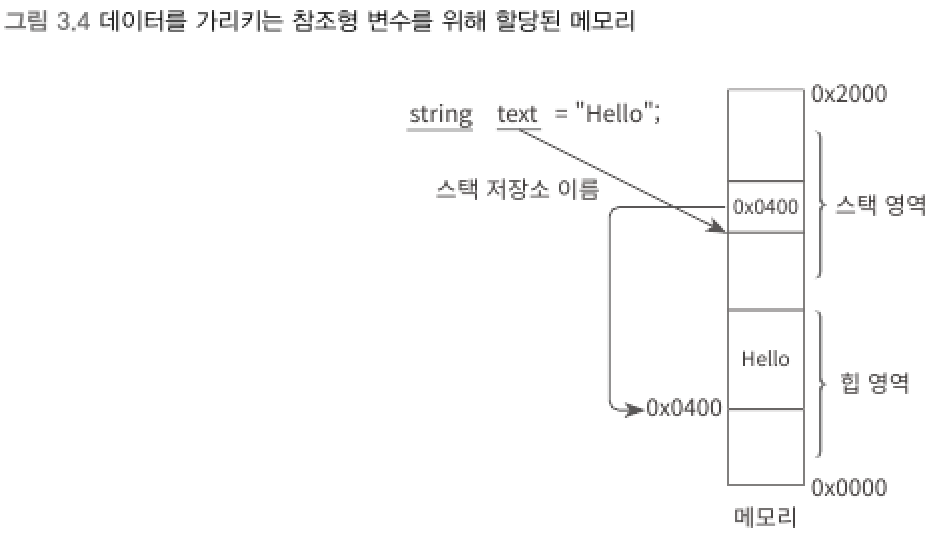 그림 3.4 데이터를 가리키는 참조형 변수를 위해 할당된 메모리
0x2000
string text = "Hello";
스택 저장소 이름
0x0400
스택 영역
Hello
힙 영역
0x0400
0x0000
메모리